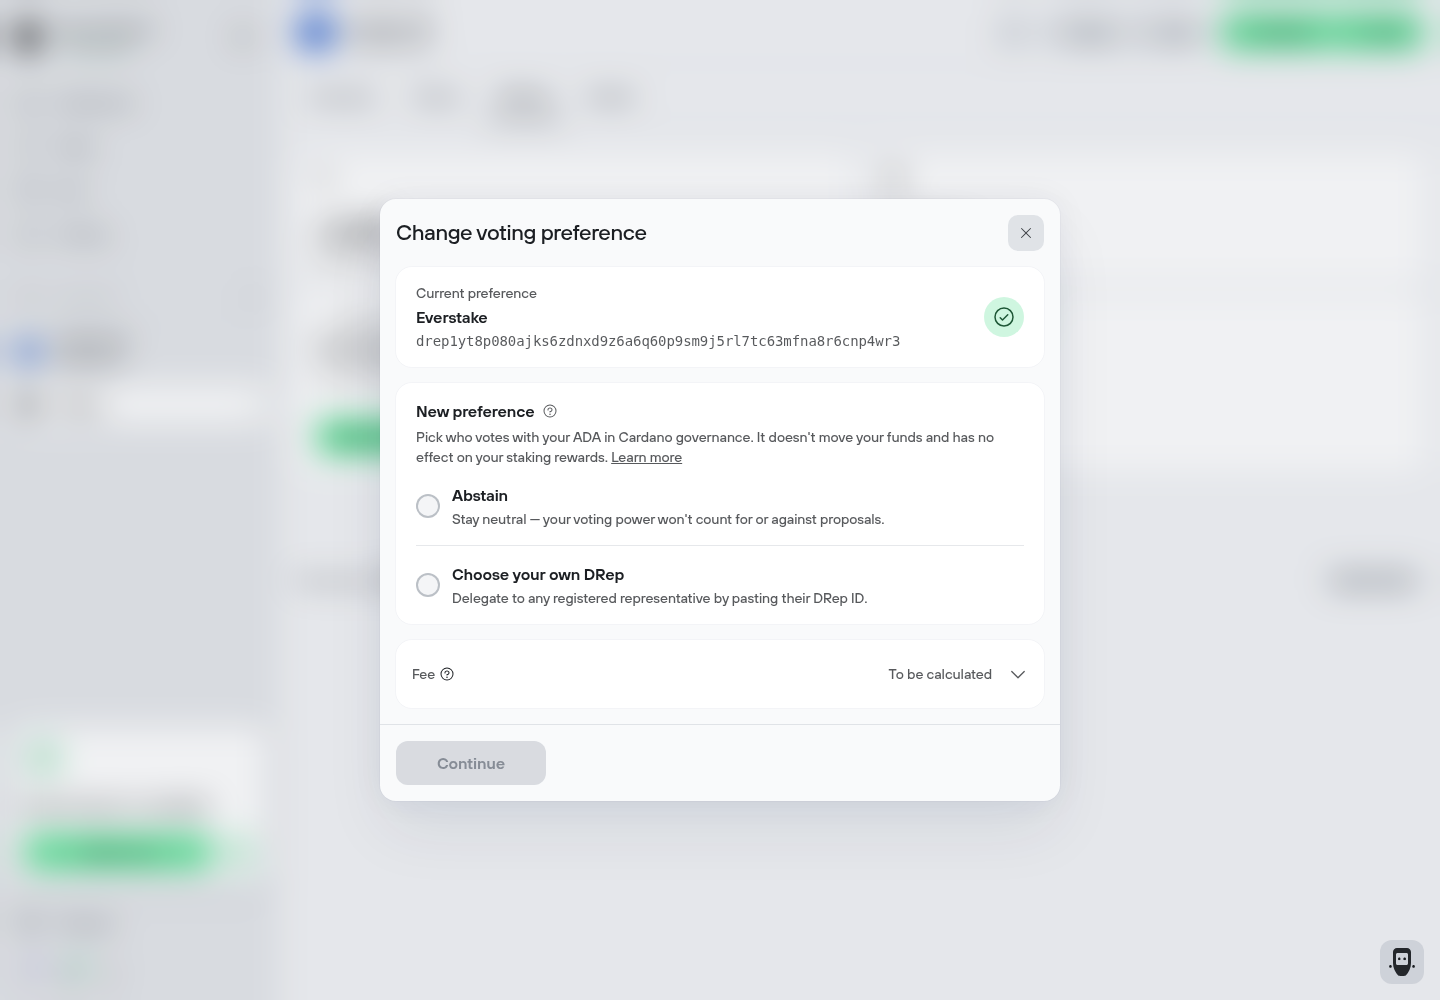 Change voting preference
Current preference
Everstake
drep1yt8p080ajks6zdnxd9z6a6q60p9sm9j5rl7tc63mfna8r6cnp4wr3
New preference
Pick who votes with your ADA in Cardano governance. It doesn't move your funds and has no
effect on your staking rewards. Learn more
Abstain
Stay neutral — your voting power won't count for or against proposals.
Choose your own DRep
Delegate to any registered representative by pasting their DRep ID.
Fee
To be calculated
Continue